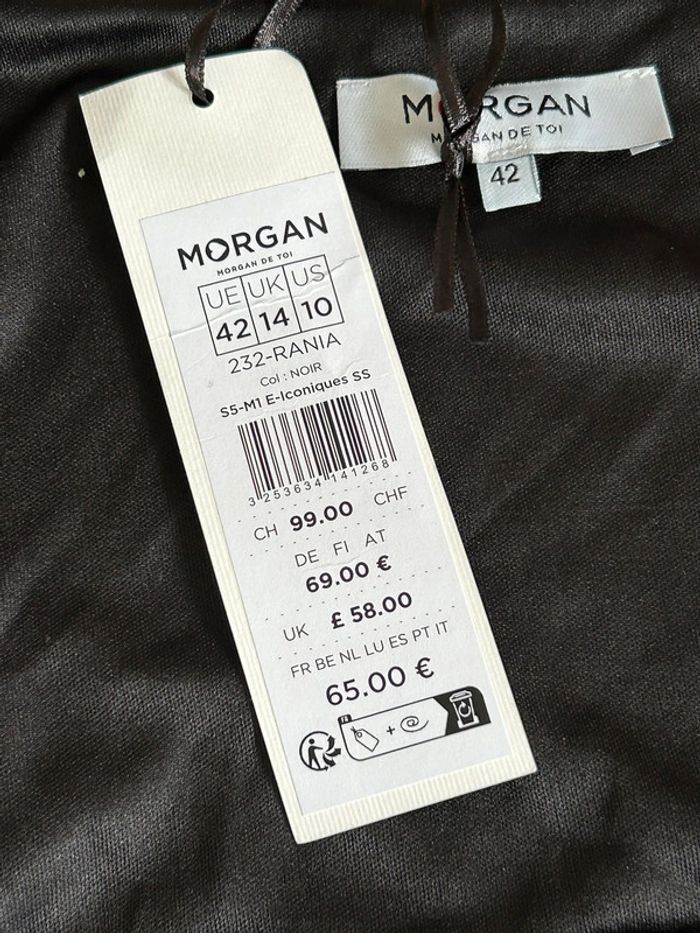 MORGAN
MORGAN DE TOI
42
MORGAN
MORGAN DE TOI
UE UK US
42 14 10
232-RANIA
Col : NOIR
S5-M1 E-Iconiques SS
3 253634 141268
CH 99.00 CHF
DE FI AT
69.00 €
UK £ 58.00
FR BE NL LU ES PT IT
65.00 €
FR
+